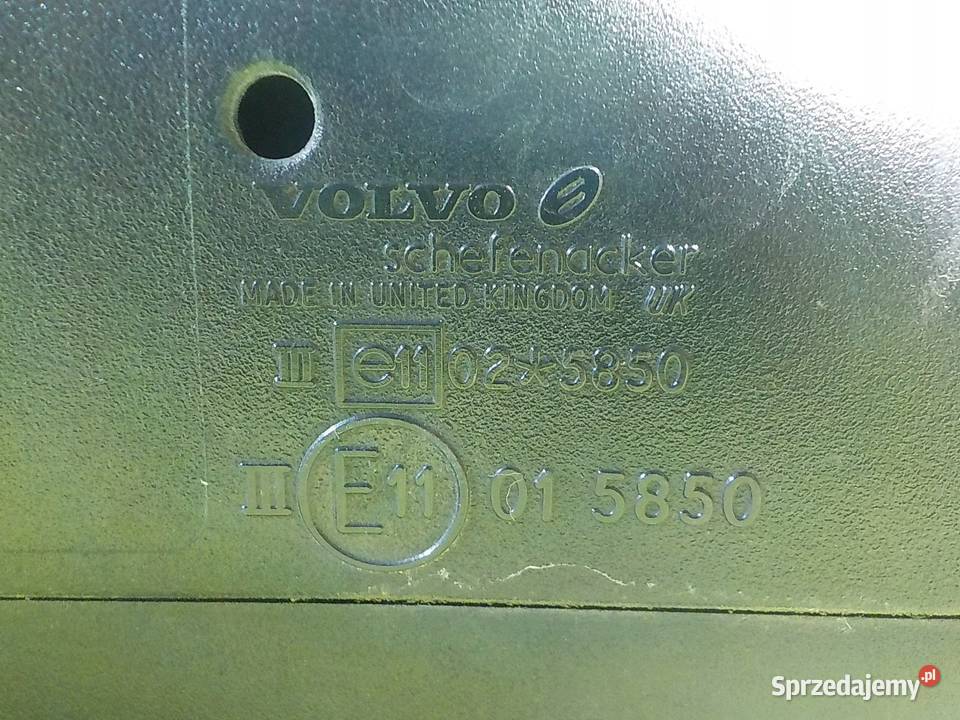 VOLVO
schefenacker
MADE IN UNITED KINGDOM UK
III e11 02*5850
III E11 01 5850
Sprzedajemy.pl